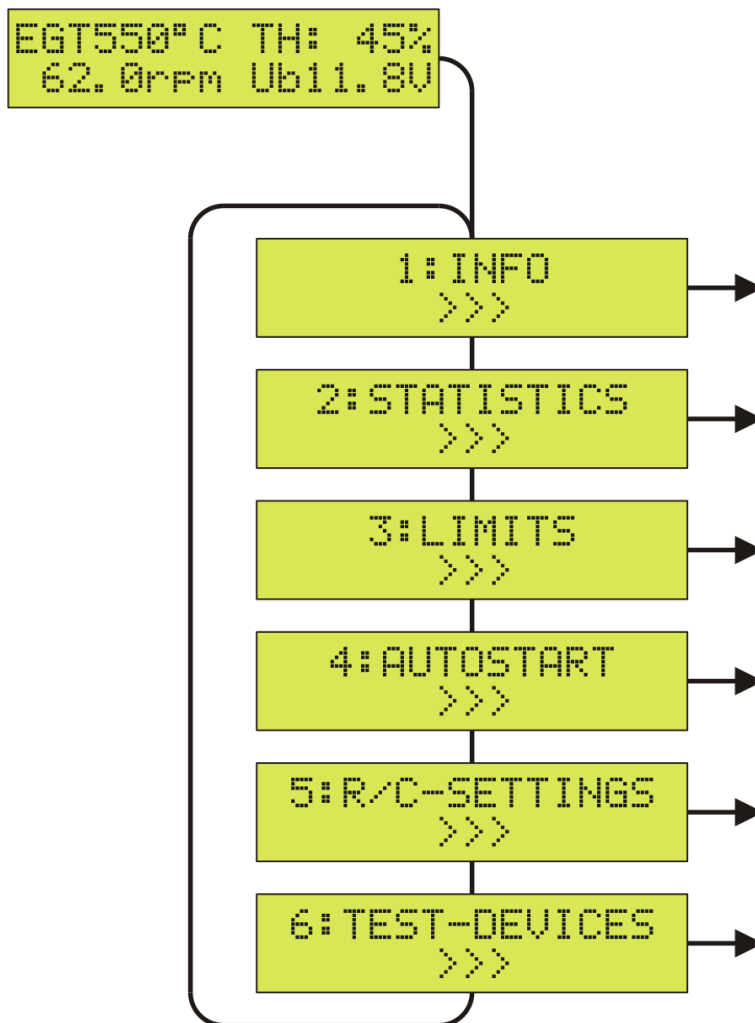 EGT550°C TH: 45%
62.0rpm Ub11.8V
1:INFO
>>>
2:STATISTICS
>>>
3:LIMITS
>>>
4:AUTOSTART
>>>
5:R/C-SETTINGS
>>>
6:TEST-DEVICES
>>>